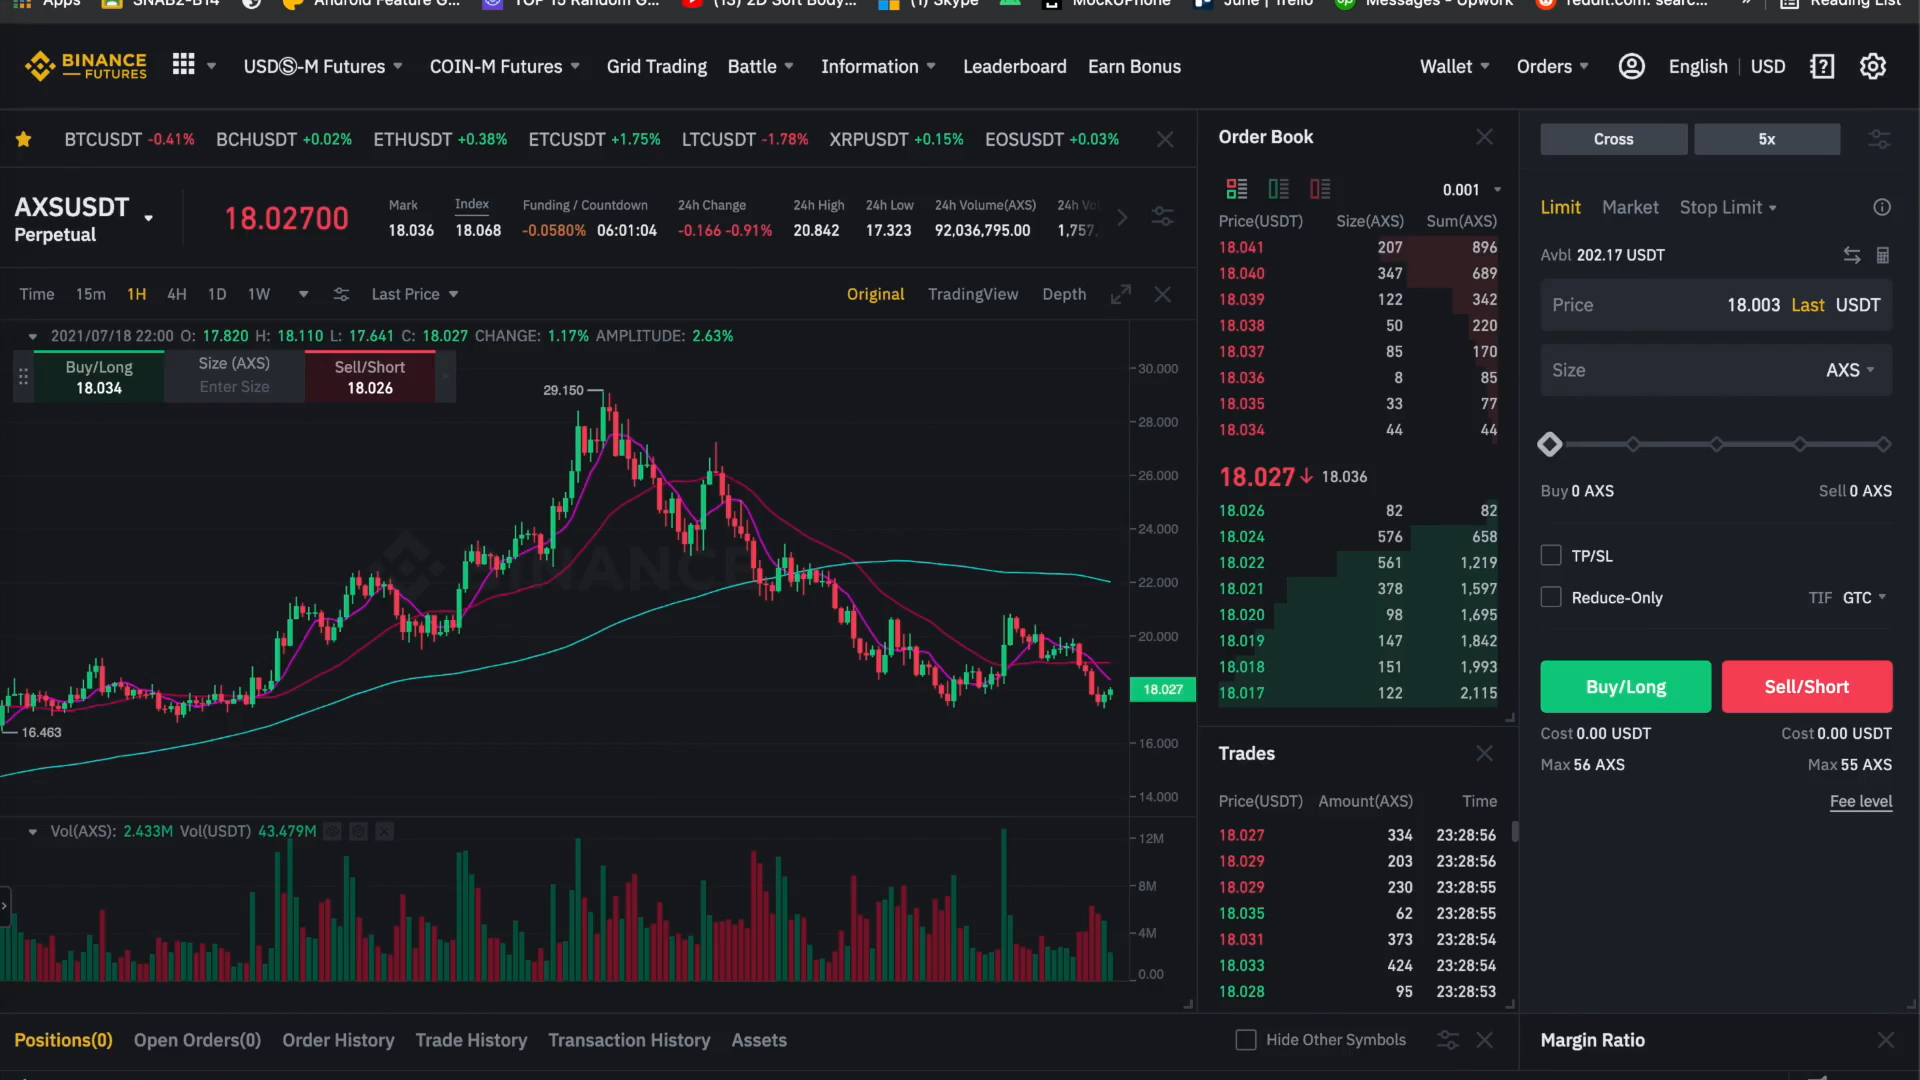 Apps SNAB2-B14 Android Feature G... TOP 15 Random G... (13) 2D Soft Body... (1) Skype MockUPhone June | Trello Messages - Upwork reddit.com: searc... » Reading List
BINANCE FUTURES USDⓈ-M Futures COIN-M Futures Grid Trading Battle Information Leaderboard Earn Bonus Wallet Orders English USD
BTCUSDT -0.41% BCHUSDT +0.02% ETHUSDT +0.38% ETCUSDT +1.75% LTCUSDT -1.78% XRPUSDT +0.15% EOSUSDT +0.03%
AXSUSDT
Perpetual
18.02700
Mark
18.036
Index
18.068
Funding / Countdown
-0.0580% 06:01:04
24h Change
-0.166 -0.91%
24h High
20.842
24h Low
17.323
24h Volume(AXS)
92,036,795.00
24h Vo
1,757,
Time 15m 1H 4H 1D 1W Last Price Original TradingView Depth
2021/07/18 22:00 O: 17.820 H: 18.110 L: 17.641 C: 18.027 CHANGE: 1.17% AMPLITUDE: 2.63%
Buy/Long
18.034
Size (AXS)
Enter Size
Sell/Short
18.026
29.150
16.463
BINANCE
30.000
28.000
26.000
24.000
22.000
20.000
18.027
16.000
14.000
Vol(AXS): 2.433M Vol(USDT) 43.479M
12M
8M
4M
0.00
Order Book
0.001
Price(USDT) Size(AXS) Sum(AXS)
18.041 207 896
18.040 347 689
18.039 122 342
18.038 50 220
18.037 85 170
18.036 8 85
18.035 33 77
18.034 44 44
18.027↓ 18.036
18.026 82 82
18.024 576 658
18.022 561 1,219
18.021 378 1,597
18.020 98 1,695
18.019 147 1,842
18.018 151 1,993
18.017 122 2,115
Trades
Price(USDT) Amount(AXS) Time
18.027 334 23:28:56
18.029 203 23:28:56
18.029 230 23:28:55
18.035 62 23:28:55
18.031 373 23:28:54
18.033 424 23:28:54
18.028 95 23:28:53
Cross 5x
Limit Market Stop Limit
Avbl 202.17 USDT
Price 18.003 Last USDT
Size AXS
Buy 0 AXS Sell 0 AXS
TP/SL
Reduce-Only TIF GTC
Buy/Long Sell/Short
Cost 0.00 USDT Cost 0.00 USDT
Max 56 AXS Max 55 AXS
Fee level
Positions(0) Open Orders(0) Order History Trade History Transaction History Assets Hide Other Symbols
Margin Ratio